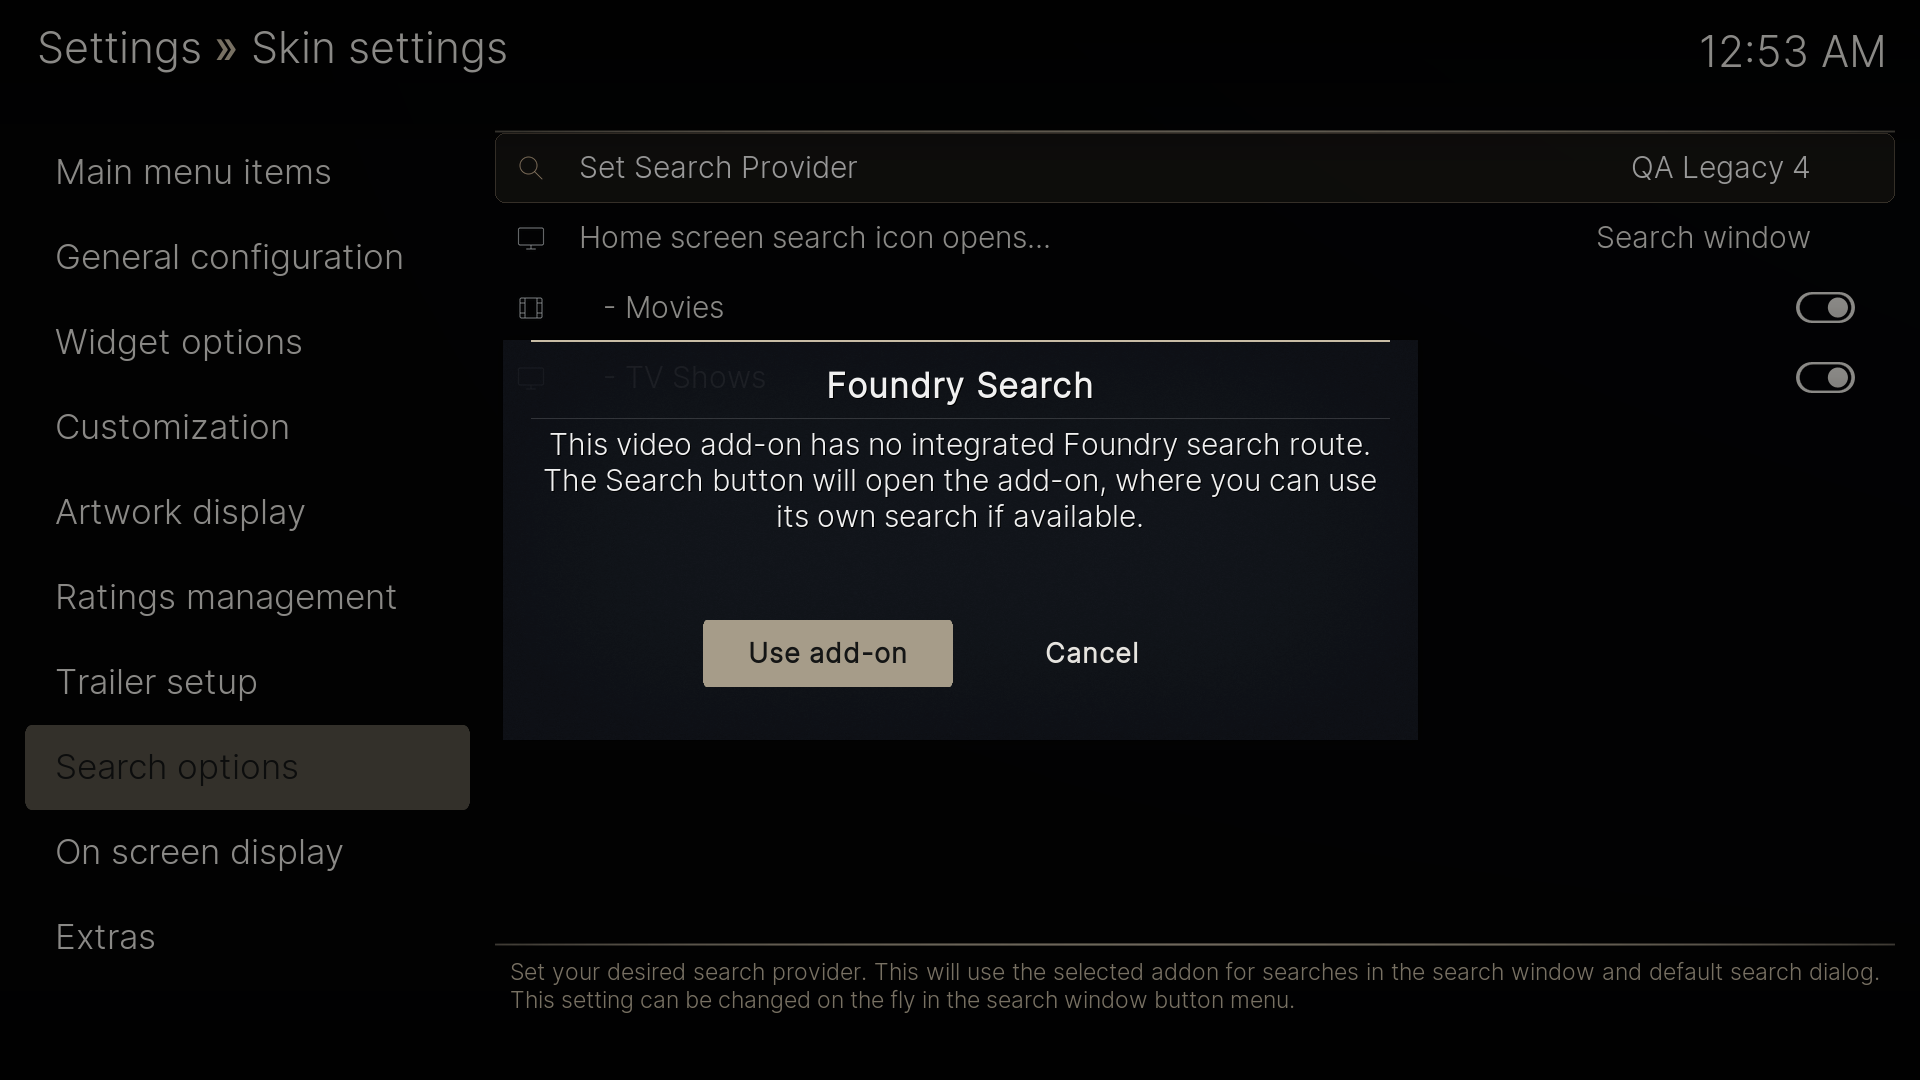 Settings » Skin settings
12:53 AM
Main menu items
General configuration
Widget options
Customization
Artwork display
Ratings management
Trailer setup
Search options
On screen display
Extras
Set Search Provider
QA Legacy 4
Home screen search icon opens...
Search window
- Movies
- TV Shows
Foundry Search
This video add-on has no integrated Foundry search route.
The Search button will open the add-on, where you can use
its own search if available.
Use add-on
Cancel
Set your desired search provider. This will use the selected addon for searches in the search window and default search dialog.
This setting can be changed on the fly in the search window button menu.